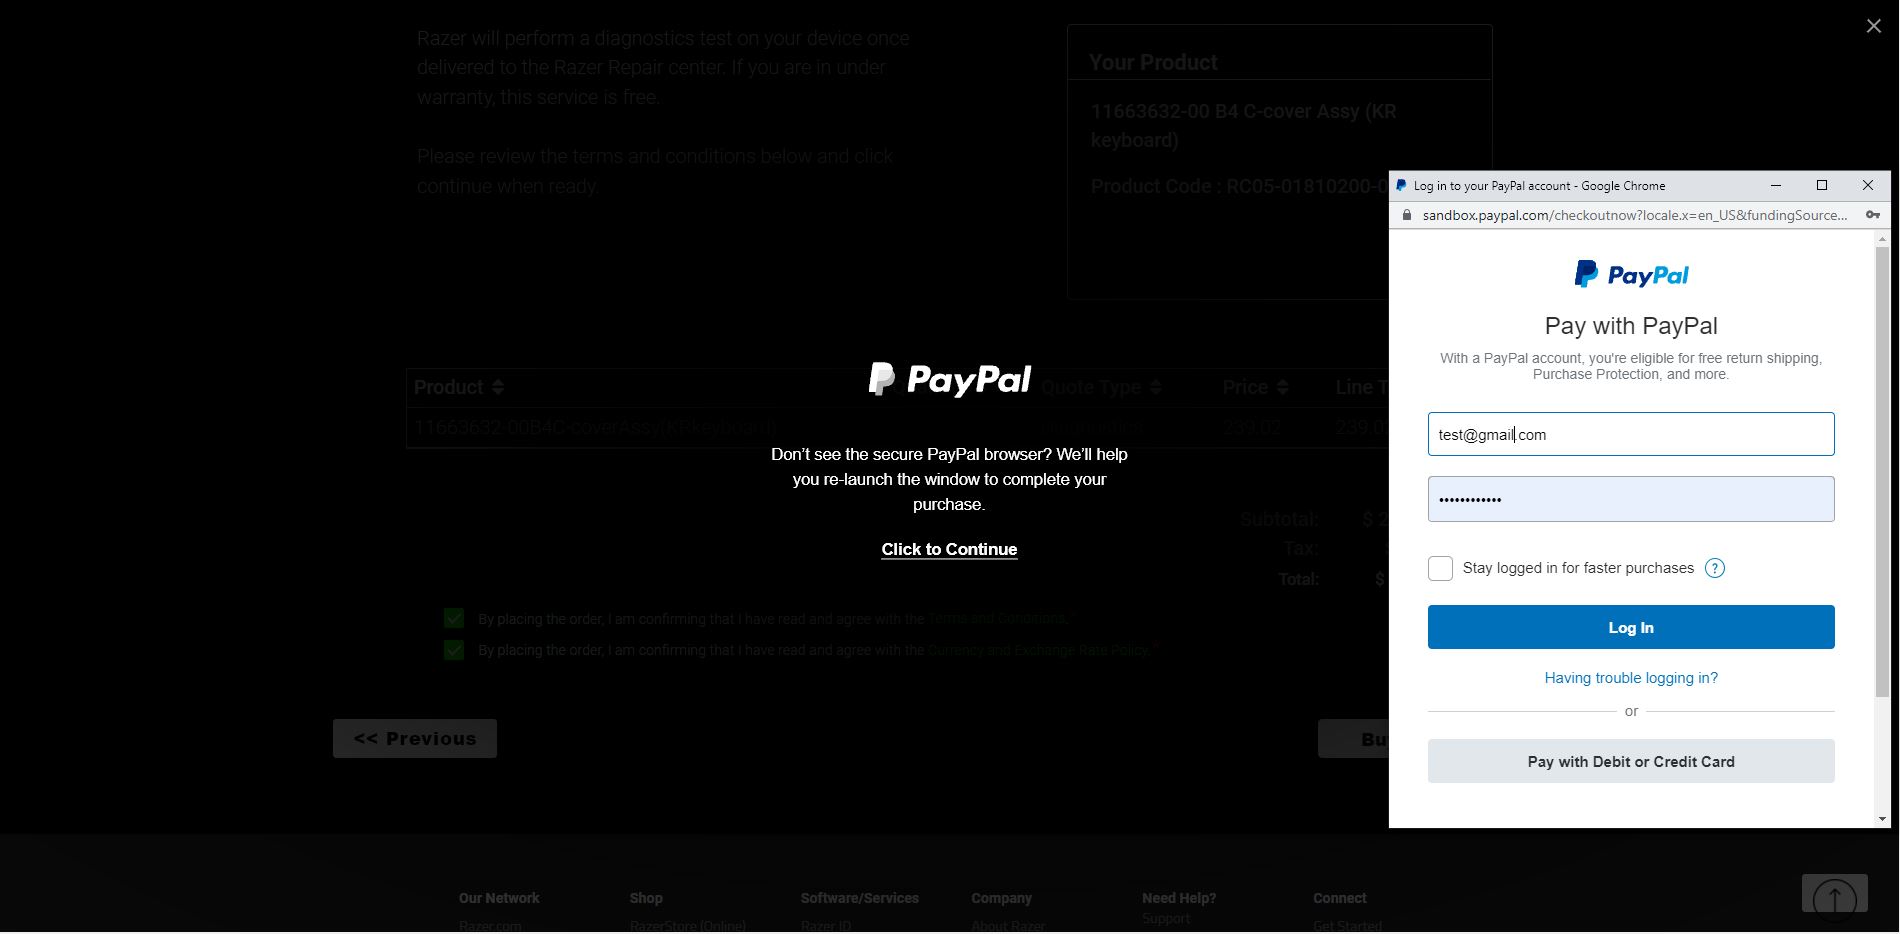 Razer will perform a diagnostics test on your device once
delivered to the Razer Repair center. If you are in under
warranty, this service is free.
Please review the terms and conditions below and click
continue when ready.
Your Product
11663632-00 B4 C-cover Assy (KR
keyboard)
Product Code : RC05-01810200-0
Product Quote Type Price Line T
11663632-00B4C-coverAssy(KRkeyboard) Diagnostics 239.02 239.0
PayPal
Don't see the secure PayPal browser? We'll help
you re-launch the window to complete your
purchase.
Click to Continue
Subtotal: $ 2
Tax:
Total: $
By placing the order, I am confirming that I have read and agree with the Terms and Conditions.*
By placing the order, I am confirming that I have read and agree with the Currency and Exchange Rate Policy.*
<< Previous
Bu
Log in to your PayPal account - Google Chrome
sandbox.paypal.com/checkoutnow?locale.x=en_US&fundingSource...
PayPal
Pay with PayPal
With a PayPal account, you're eligible for free return shipping,
Purchase Protection, and more.
test@gmail.com
••••••••••••
Stay logged in for faster purchases ?
Log In
Having trouble logging in?
or
Pay with Debit or Credit Card
Our Network Shop Software/Services Company Need Help? Connect
Razer.com RazerStore (Online) Razer ID About Razer Support Get Started